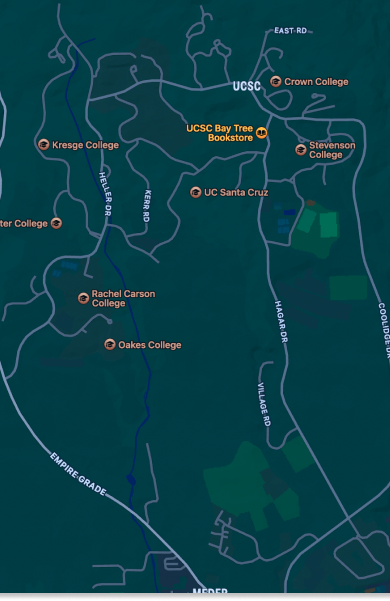 EAST RD
UCSC
Crown College
UCSC Bay Tree
Bookstore
Kresge College
Stevenson
College
HELLER DR
KERR RD
UC Santa Cruz
ter College
Rachel Carson
College
HAGAR DR
COOLIDGE DR
Oakes College
VILLAGE RD
EMPIRE GRADE
MEDER